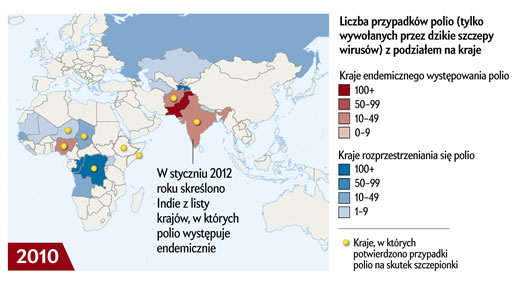 Liczba przypadków polio (tylko
wywołanych przez dzikie szczepy
wirusów) z podziałem na kraje
Kraje endemicznego występowania polio
100+
50–99
10–49
0–9
Kraje rozprzestrzeniania się polio
100+
50–99
10–49
1–9
Kraje, w których
potwierdzono przypadki
polio na skutek szczepionki
W styczniu 2012
roku skreślono
Indie z listy
krajów, w których
polio występuje
endemicznie
2010